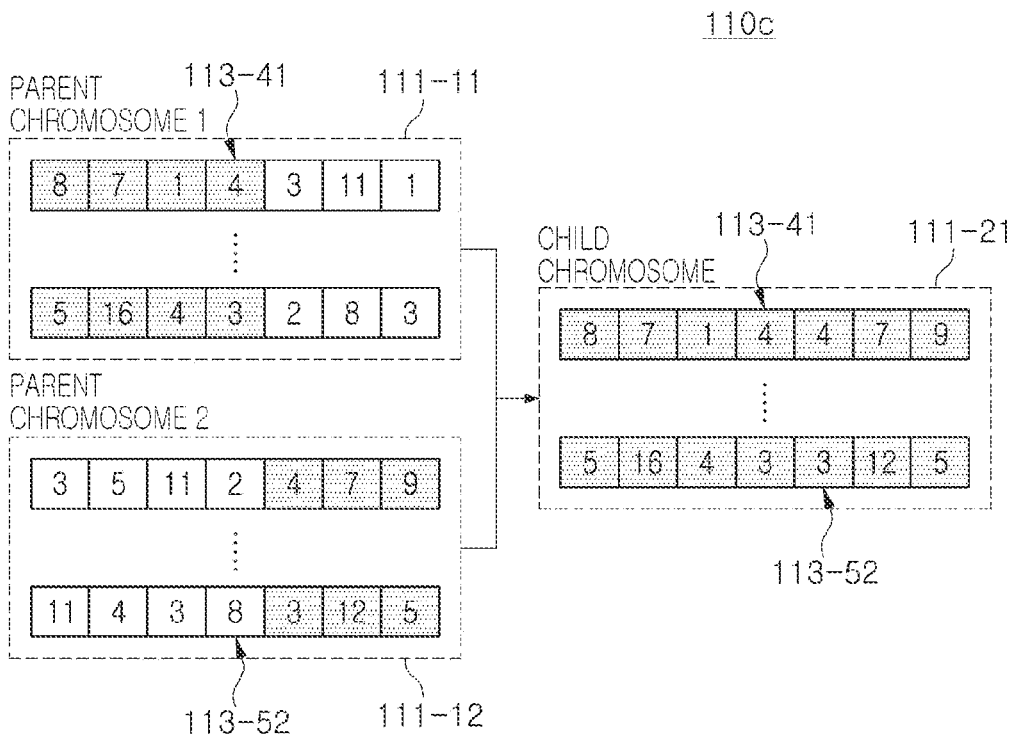 110c
113-41
111-11
PARENT
CHROMOSOME 1
8 7 1 4 3 11 1
5 16 4 3 2 8 3
PARENT
CHROMOSOME 2
3 5 11 2 4 7 9
11 4 3 8 3 12 5
113-52
111-12
113-41
111-21
CHILD
CHROMOSOME
8 7 1 4 4 7 9
5 16 4 3 3 12 5
113-52